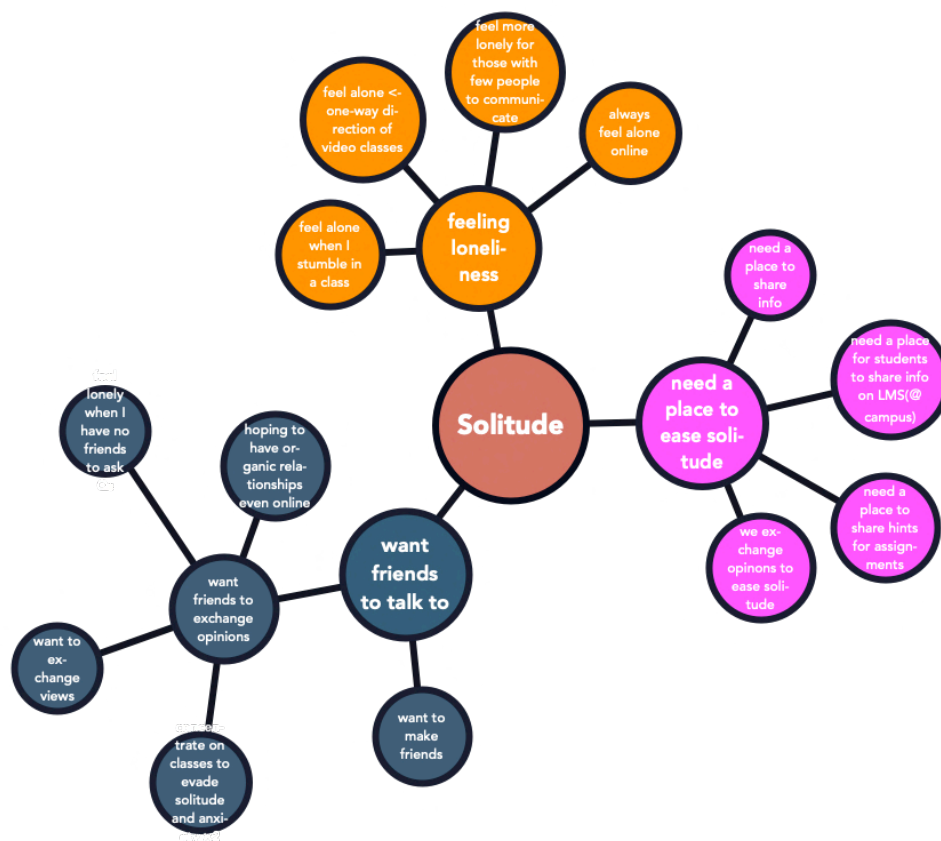 feel more
lonely for
those with
few people
to communi-
cate
feel alone <-
one-way di-
rection of
video classes
always
feel alone
online
feeling
loneli-
ness
feel alone
when I
stumble in
a class
need a
place to
share
info
need a place
for students
to share info
on LMS(@
campus)
need a
place to
ease soli-
tude
Solitude
lonely
when I
have no
friends
to ask
hoping to
have or-
ganic rela-
tionships
even online
need a
place to
share hints
for assign-
ments
we ex-
change
opinons to
ease soli-
tude
want
friends
to talk to
want
friends to
exchange
opinions
want to
ex-
change
views
want to
make
friends
trate on
classes to
evade
solitude
and anxi-